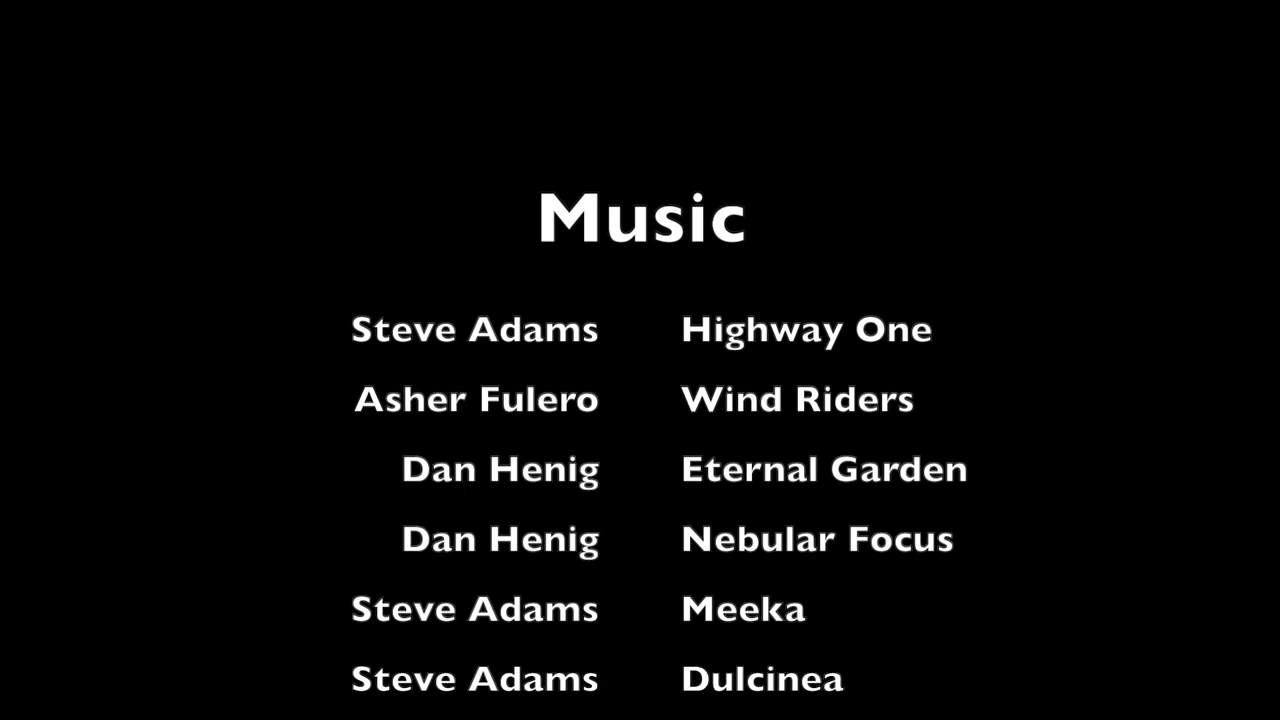 Music
Steve Adams Highway One
Asher Fulero Wind Riders
Dan Henig Eternal Garden
Dan Henig Nebular Focus
Steve Adams Meeka
Steve Adams Dulcinea